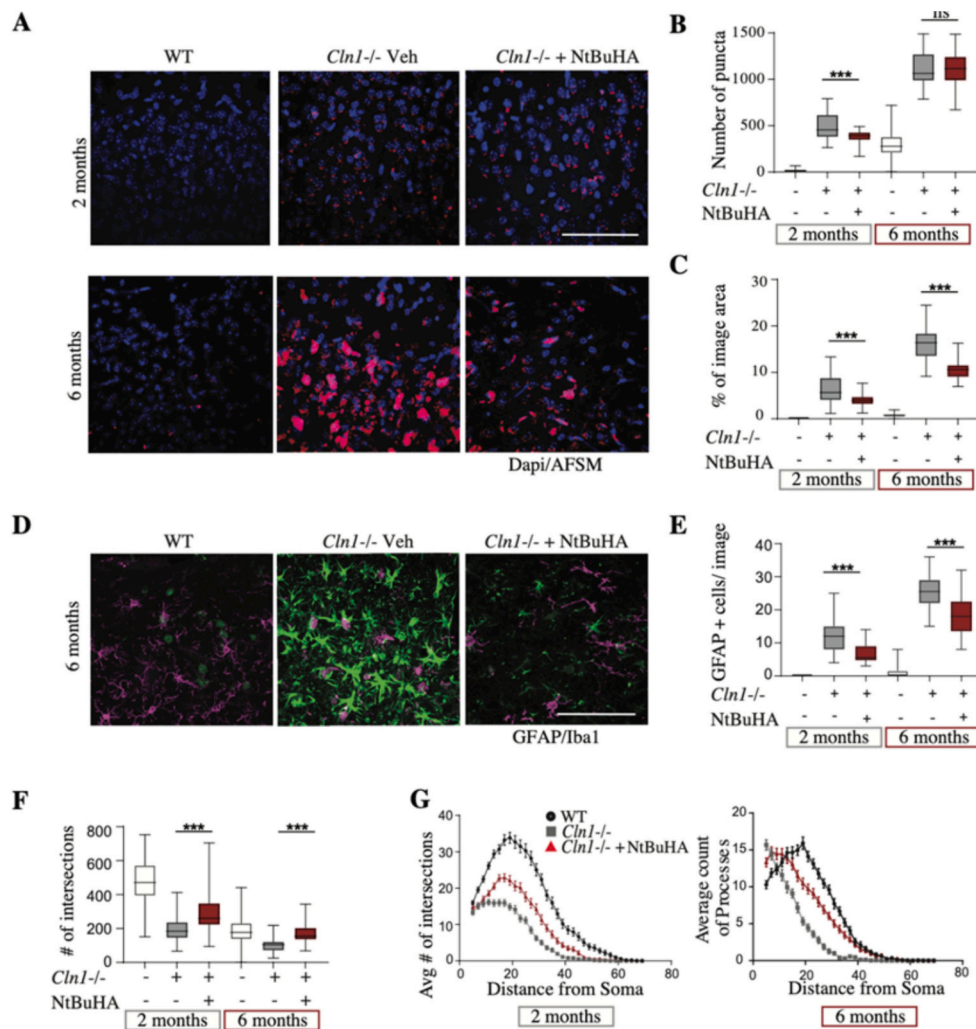 A
WT
Cln1-/- Veh
Cln1-/- + NtBuHA
2 months
6 months
Dapi/AFSM
B
Number of puncta
1000
500
0
***
ns
Cln1-/- - + + - + +
NtBuHA - - + - - +
2 months 6 months
C
% of image area
30
20
10
0
***
***
Cln1-/- - + + - + +
NtBuHA - - + - - +
2 months 6 months
D
WT
Cln1-/- Veh
Cln1-/- + NtBuHA
6 months
GFAP/Iba1
E
GFAP + cells/ image
40
30
20
10
0
***
***
Cln1-/- - + + - + +
NtBuHA - - + - - +
2 months 6 months
F
# of intersections
800
600
400
200
0
***
***
Cln1-/- - + + - + +
NtBuHA - - + - - +
2 months 6 months
G
WT
Cln1-/-
Cln1-/- +NtBuHA
Avg # of intersections
40
30
20
10
0
0 20 40 60 80
Distance from Soma
2 months
Average count
of Processes
20
15
10
5
0
0 20 40 60 80
Distance from Soma
6 months